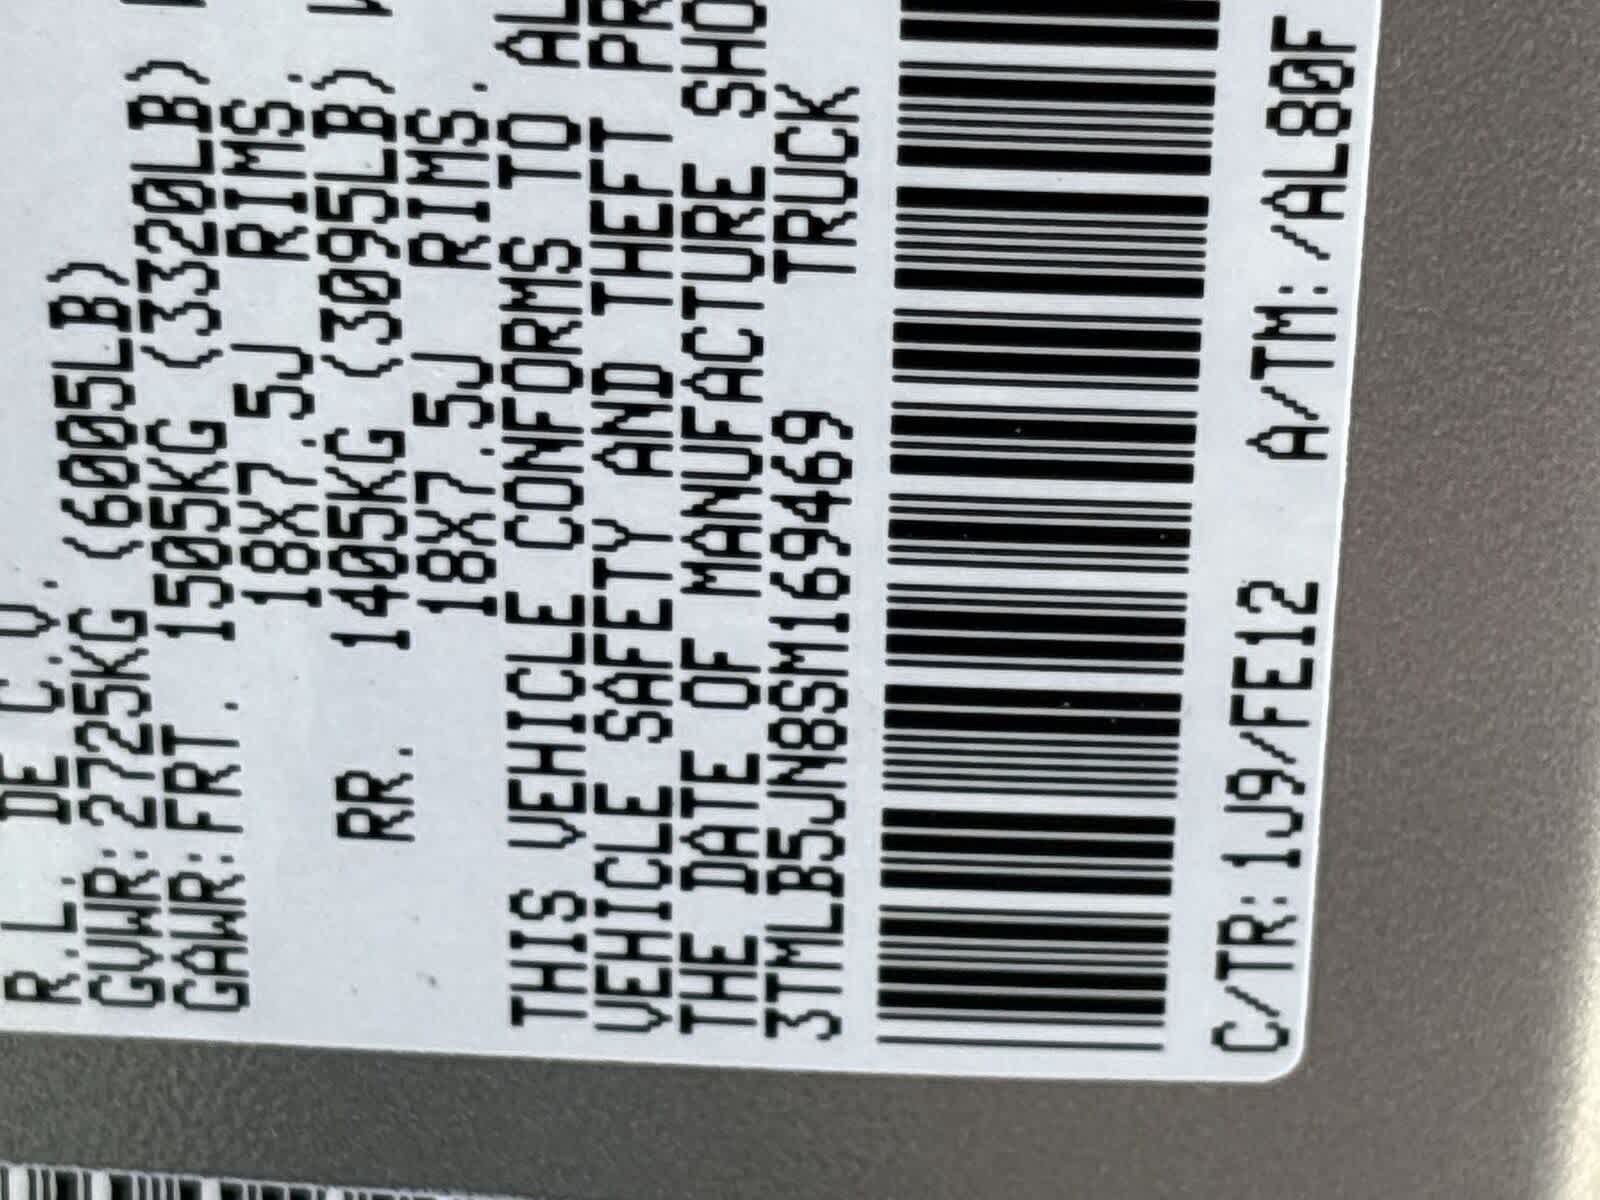 R.L. DE C.V.
GVWR:2725KG (6005LB)
GAWR:FRT. 1505KG (3320LB)
18X7.5J RIMS,
RR. 1405KG (3095LB)
18X7.5J RIMS,
THIS VEHICLE CONFORMS TO AL
VEHICLE SAFETY AND THEFT PR
THE DATE OF MANUFACTURE SHO
3TMLB5JN8SM169469 TRUCK
C/TR:1J9/FE12 A/TM:/AL80F